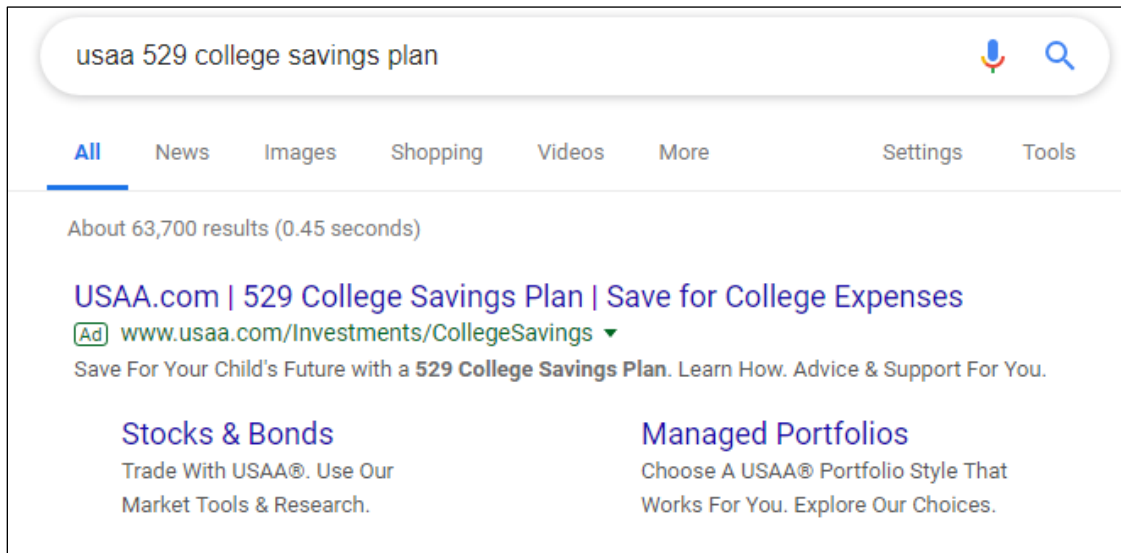 usaa 529 college savings plan
All News Images Shopping Videos More Settings Tools
About 63,700 results (0.45 seconds)
USAA.com | 529 College Savings Plan | Save for College Expenses
Ad www.usaa.com/Investments/CollegeSavings
Save For Your Child's Future with a 529 College Savings Plan. Learn How. Advice & Support For You.
Stocks & Bonds
Trade With USAA®. Use Our
Market Tools & Research.
Managed Portfolios
Choose A USAA® Portfolio Style That
Works For You. Explore Our Choices.